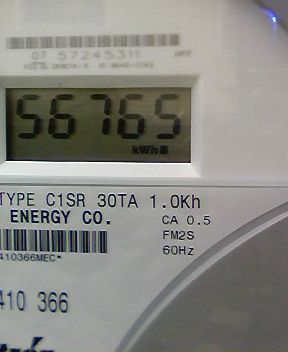 07 57245311
56765
kWh
TYPE C1SR 30TA 1.0Kh
ENERGY CO.
CA 0.5
FM2S
60Hz
410366MEC*
410 366